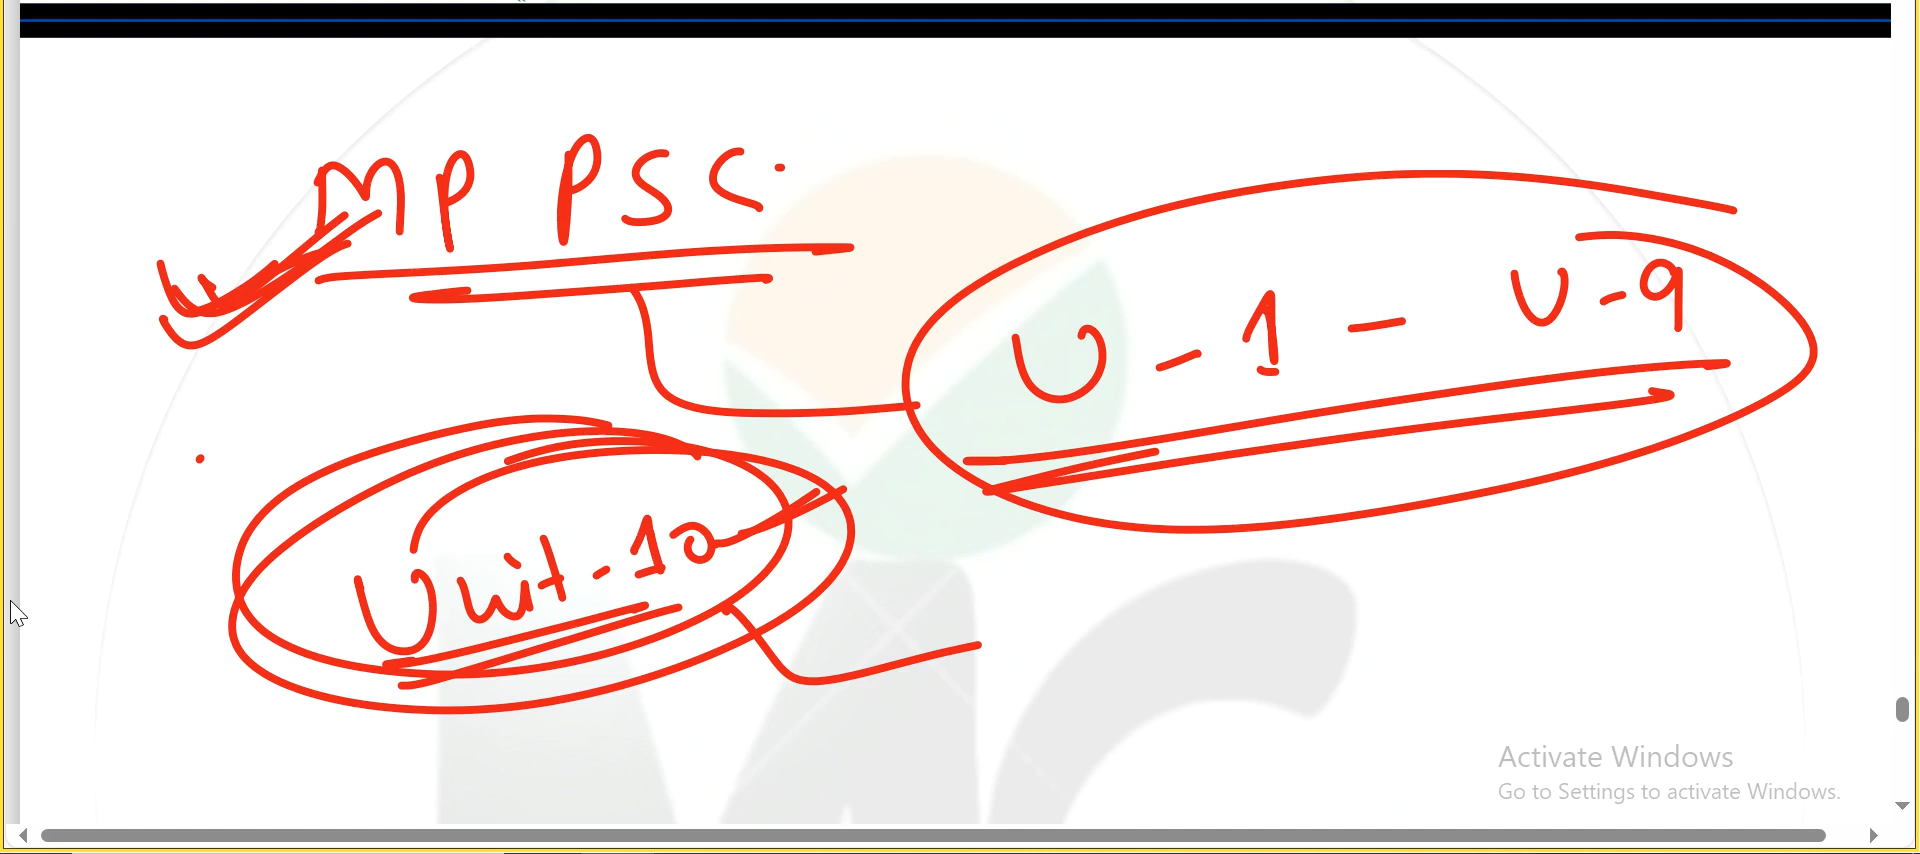 MP PSC.
U - 1 - U - 9
Unit - 10
Activate Windows
Go to Settings to activate Windows.